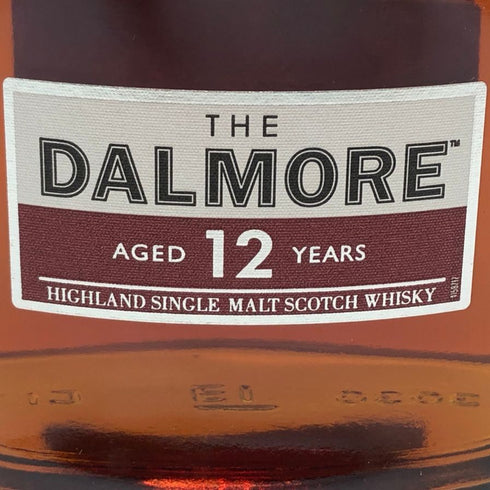 THE
DALMORE™
AGED 12 YEARS
HIGHLAND SINGLE MALT SCOTCH WHISKY